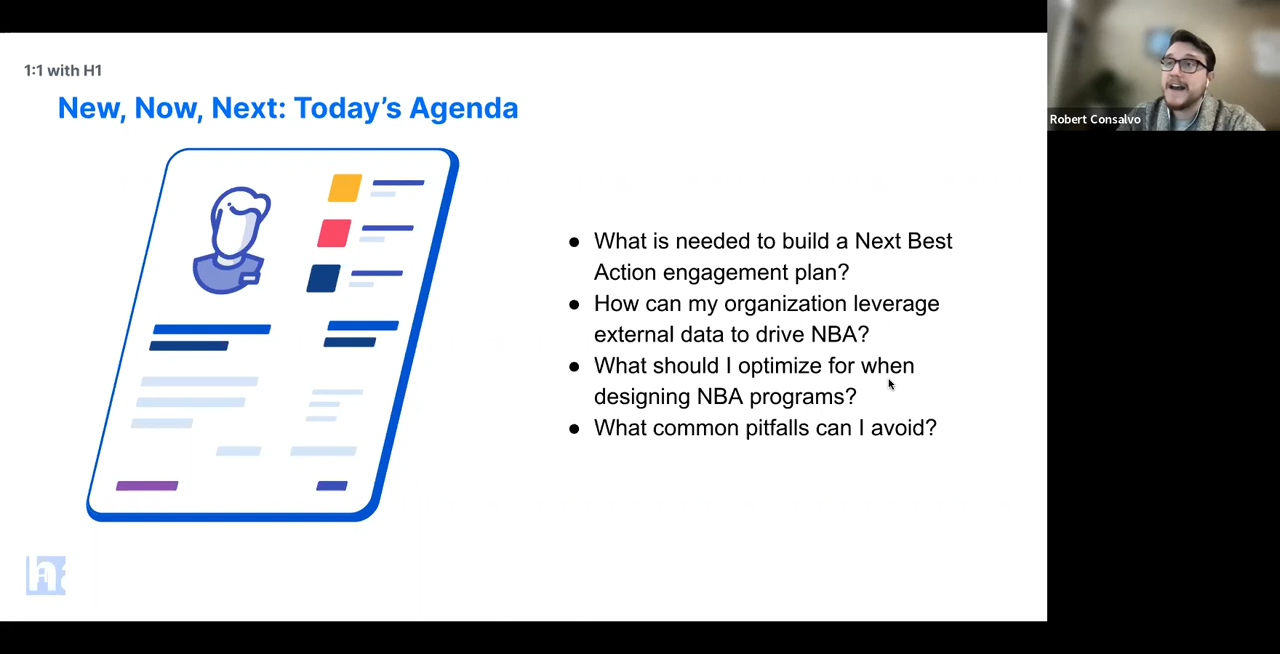 1:1 with H1
New, Now, Next: Today's Agenda
● What is needed to build a Next Best
Action engagement plan?
● How can my organization leverage
external data to drive NBA?
● What should I optimize for when
designing NBA programs?
● What common pitfalls can I avoid?
Robert Consalvo